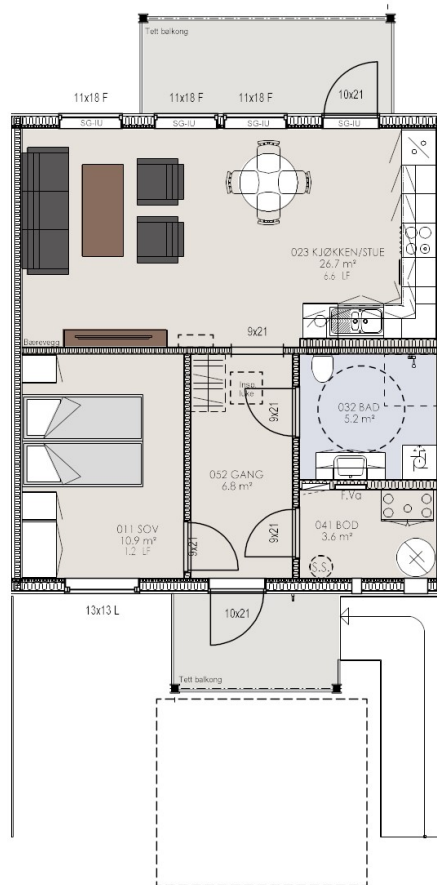 Tett balkong
11x18 F
11x18 F
11x18 F
10x21
SG-IU
SG-IU
SG-IU
SG-IU
023 KJØKKEN/STUE
26.7 m²
6.6 LF
Bærevegg
9x21
Insp.
luke
9x21
032 BAD
5.2 m²
052 GANG
6.8 m²
F.Va
011 SOV
10.9 m²
1.2 LF
9x21
9x21
041 BOD
3.6 m²
S.S.
13x13 L
10x21
Tett balkong